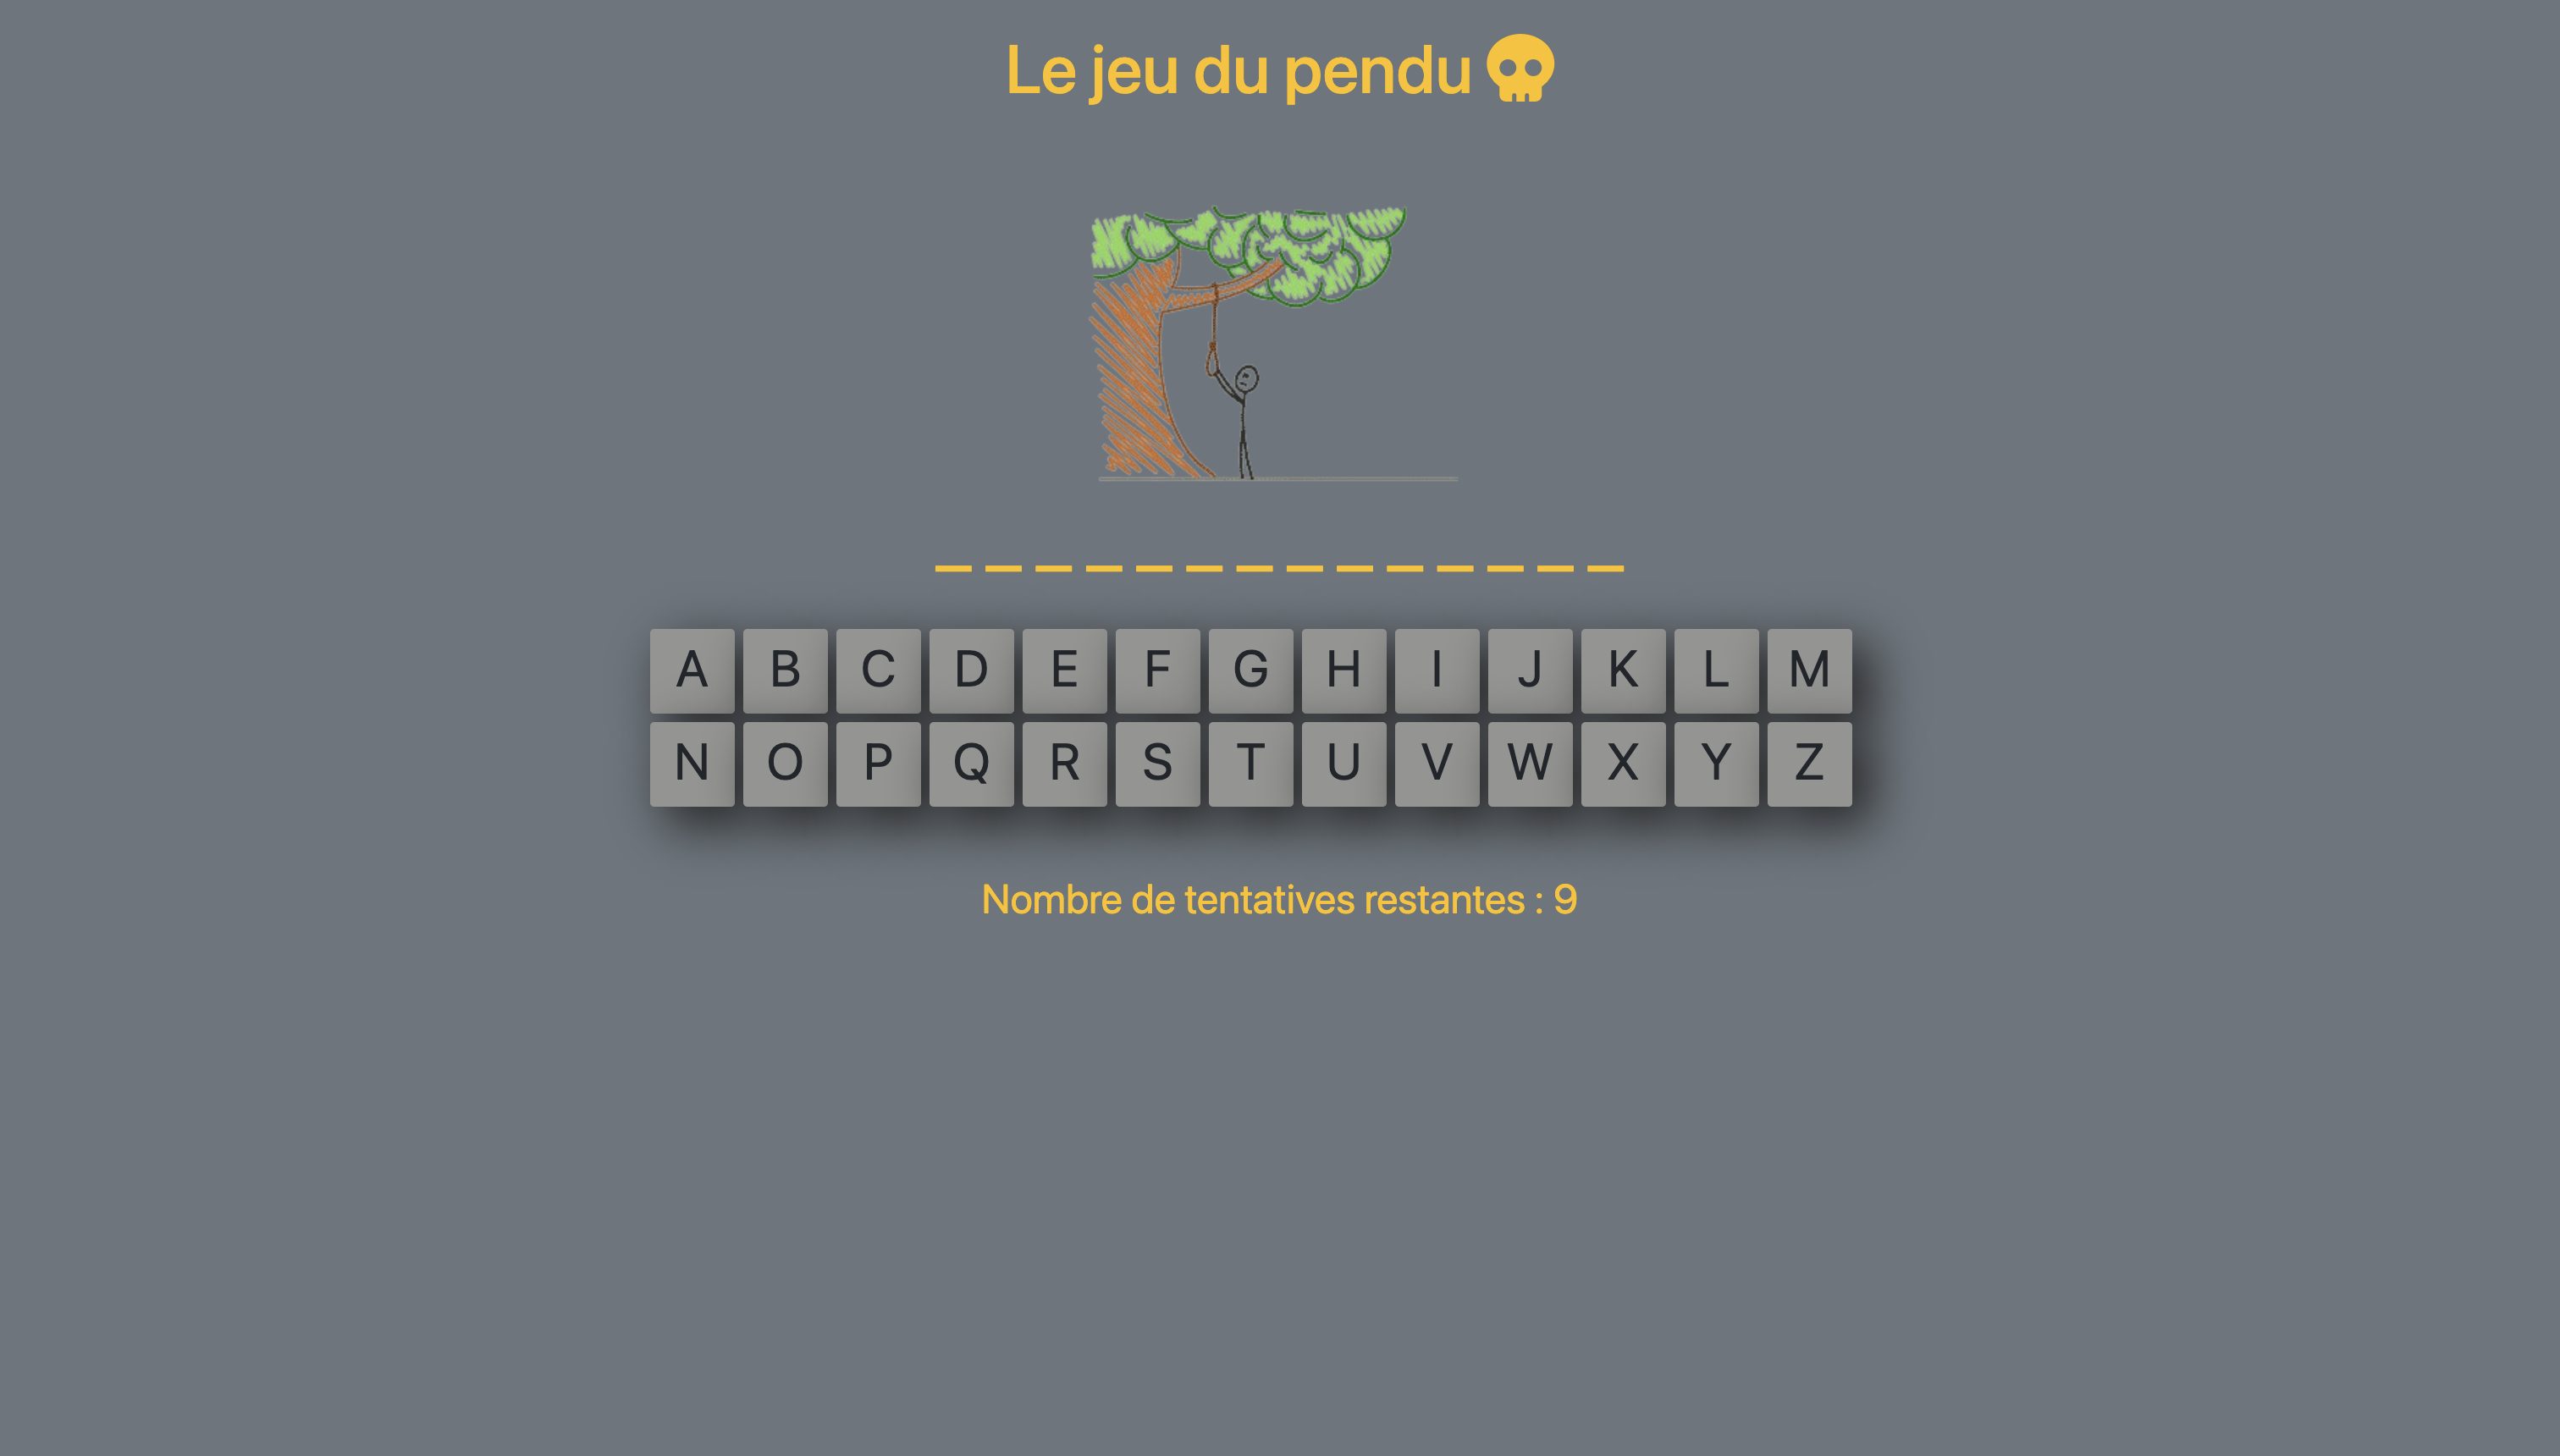 Le jeu du pendu
_ _ _ _ _ _ _ _ _ _ _ _ _ _
A B C D E F G H I J K L M
N O P Q R S T U V W X Y Z
Nombre de tentatives restantes : 9